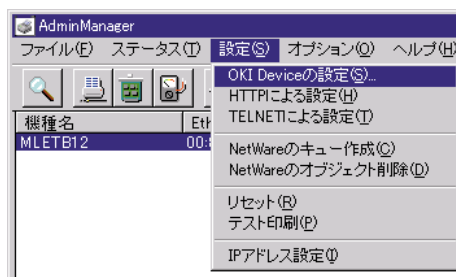 AdminManager
ファイル(F) ステータス(T) 設定(S) オプション(O) ヘルプ(H)
OKI Deviceの設定(S)...
HTTPによる設定(H)
TELNETによる設定(T)
NetWareのキュー作成(C)
NetWareのオブジェクト削除(D)
リセット(R)
テスト印刷(P)
IPアドレス設定(I)
機種名 Eth
MLETB12 00: